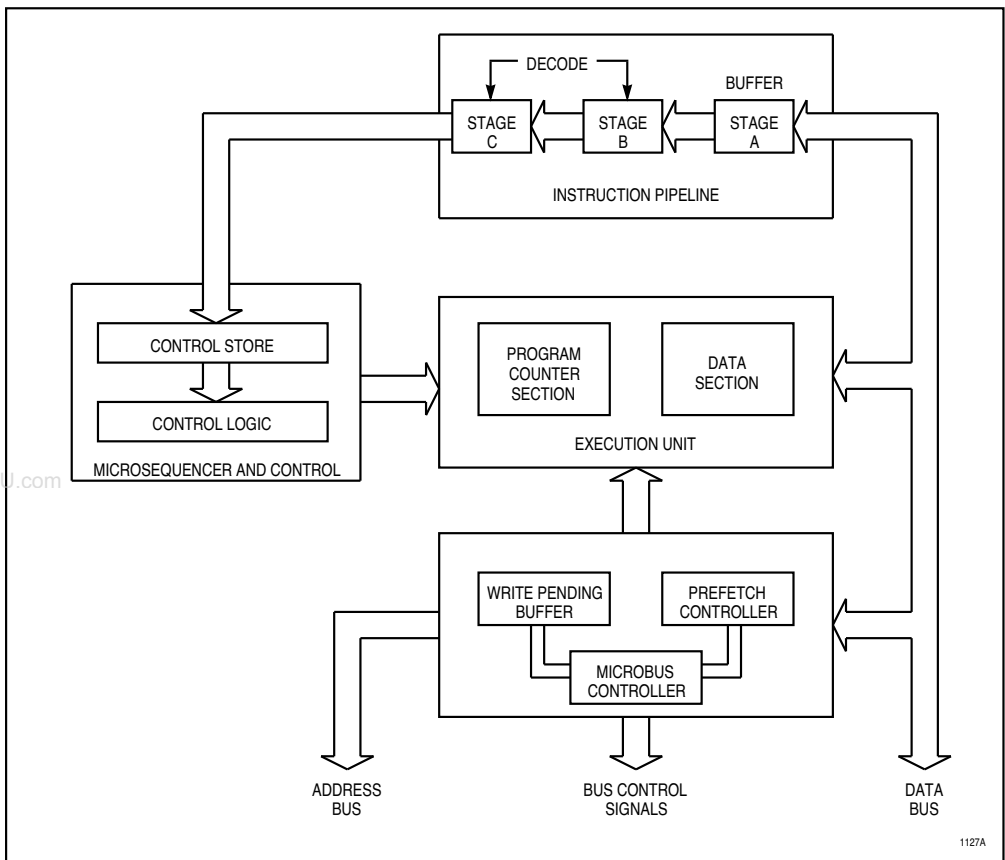 DECODE
BUFFER
STAGE
C
STAGE
B
STAGE
A
INSTRUCTION PIPELINE
CONTROL STORE
CONTROL LOGIC
MICROSEQUENCER AND CONTROL
PROGRAM
COUNTER
SECTION
DATA
SECTION
EXECUTION UNIT
U.com
WRITE PENDING
BUFFER
PREFETCH
CONTROLLER
MICROBUS
CONTROLLER
ADDRESS
BUS
BUS CONTROL
SIGNALS
DATA
BUS
1127A